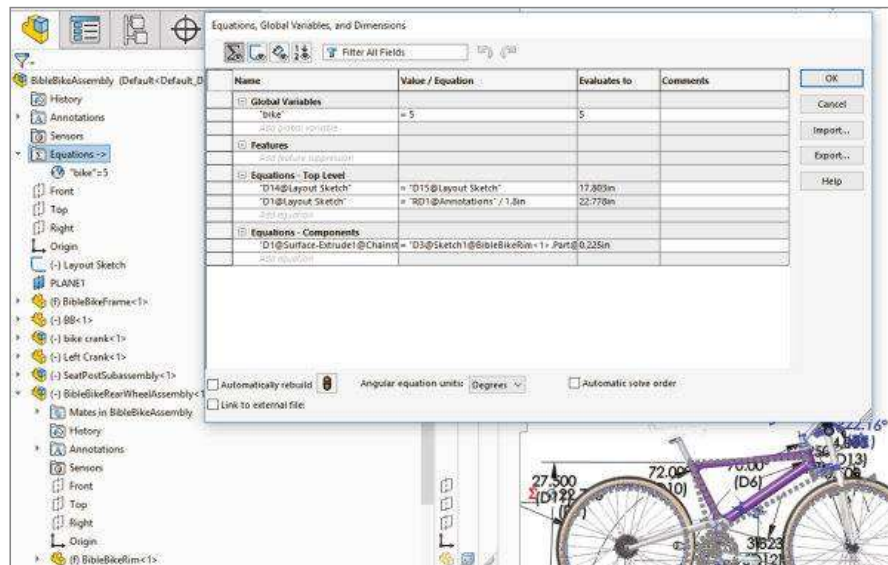 Equations, Global Variables, and Dimensions
Filter All Fields
Name Value / Equation Evaluates to Comments
Global Variables
"bike" = 5 5
Add global variable
Features
Add feature suppression
Equations - Top Level
"D14@Layout Sketch" = "D15@Layout Sketch" 17.803in
"D1@Layout Sketch" = "RD1@Annotations" / 1.8in 22.778in
Add equation
Equations - Components
"D1@Surface-Extrude1@Chainst = "D3@Sketch1@BibleBikeRim<1>.Part@ 0.225in
Add equation
OK
Cancel
Import...
Export...
Help
Automatically rebuild Angular equation units: Degrees Automatic solve order
Link to external file:
BibleBikeAssembly (Default<Default_D
History
Annotations
Sensors
Equations ->
"bike"=5
Front
Top
Right
Origin
(-) Layout Sketch
PLANE1
(f) BibleBikeFrame<1>
(-) BB<1>
(-) bike crank<1>
(-) Left Crank<1>
(-) SeatPostSubassembly<1>
(-) BibleBikeRearWheelAssembly<1
Mates in BibleBikeAssembly
History
Annotations
Sensors
Front
Top
Right
Origin
(f) BibleBikeRim<1>
27.500
72.00°
(D6)